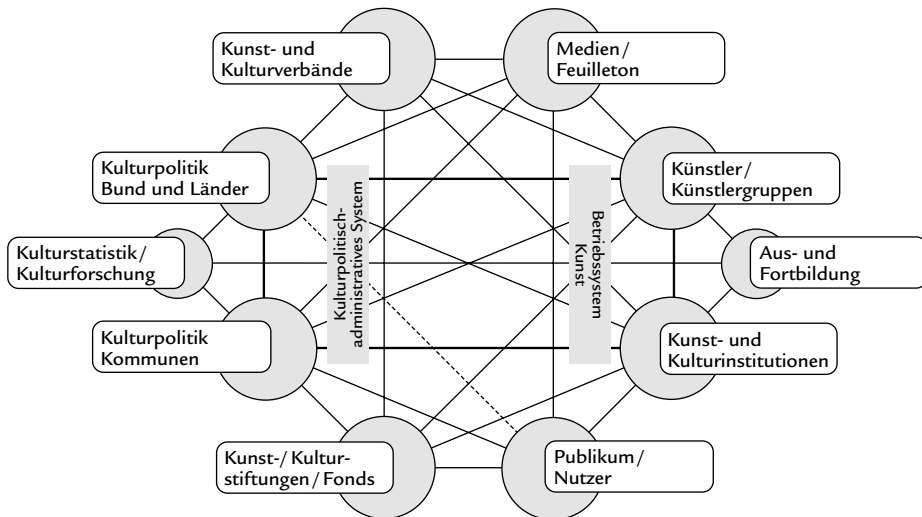 Kunst- und
Kulturverbände
Medien/
Feuilleton
Kulturpolitik
Bund und Länder
Künstler/
Künstlergruppen
Kulturpolitisch-
administratives System
Betriebssystem
Kunst
Kulturstatistik/
Kulturforschung
Aus- und
Fortbildung
Kulturpolitik
Kommunen
Kunst- und
Kulturinstitutionen
Kunst-/Kultur-
stiftungen/Fonds
Publikum/
Nutzer